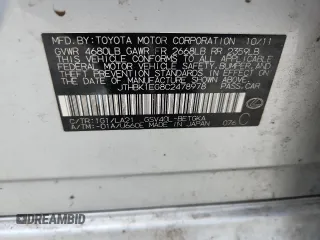 MFD.BY:TOYOTA MOTOR CORPORATION 10/11
GVWR 4680LB GAWR FR 2668LB RR 2359LB
THIS VEHICLE CONFORMS TO ALL APPLICABLE
FEDERAL MOTOR VEHICLE SAFETY,BUMPER,AND
THEFT PREVENTION STANDARDS IN EFFECT ON
THE DATE OF MANUFACTURE SHOWN ABOVE.
JTHBK1EG8C2478978 PASS.CAR
C/TR:1G1/LA21 GSV40L-BETGKA C
A/TM:-01A/U660E MADE IN JAPAN 076
© DRIVEDAUTO.BID